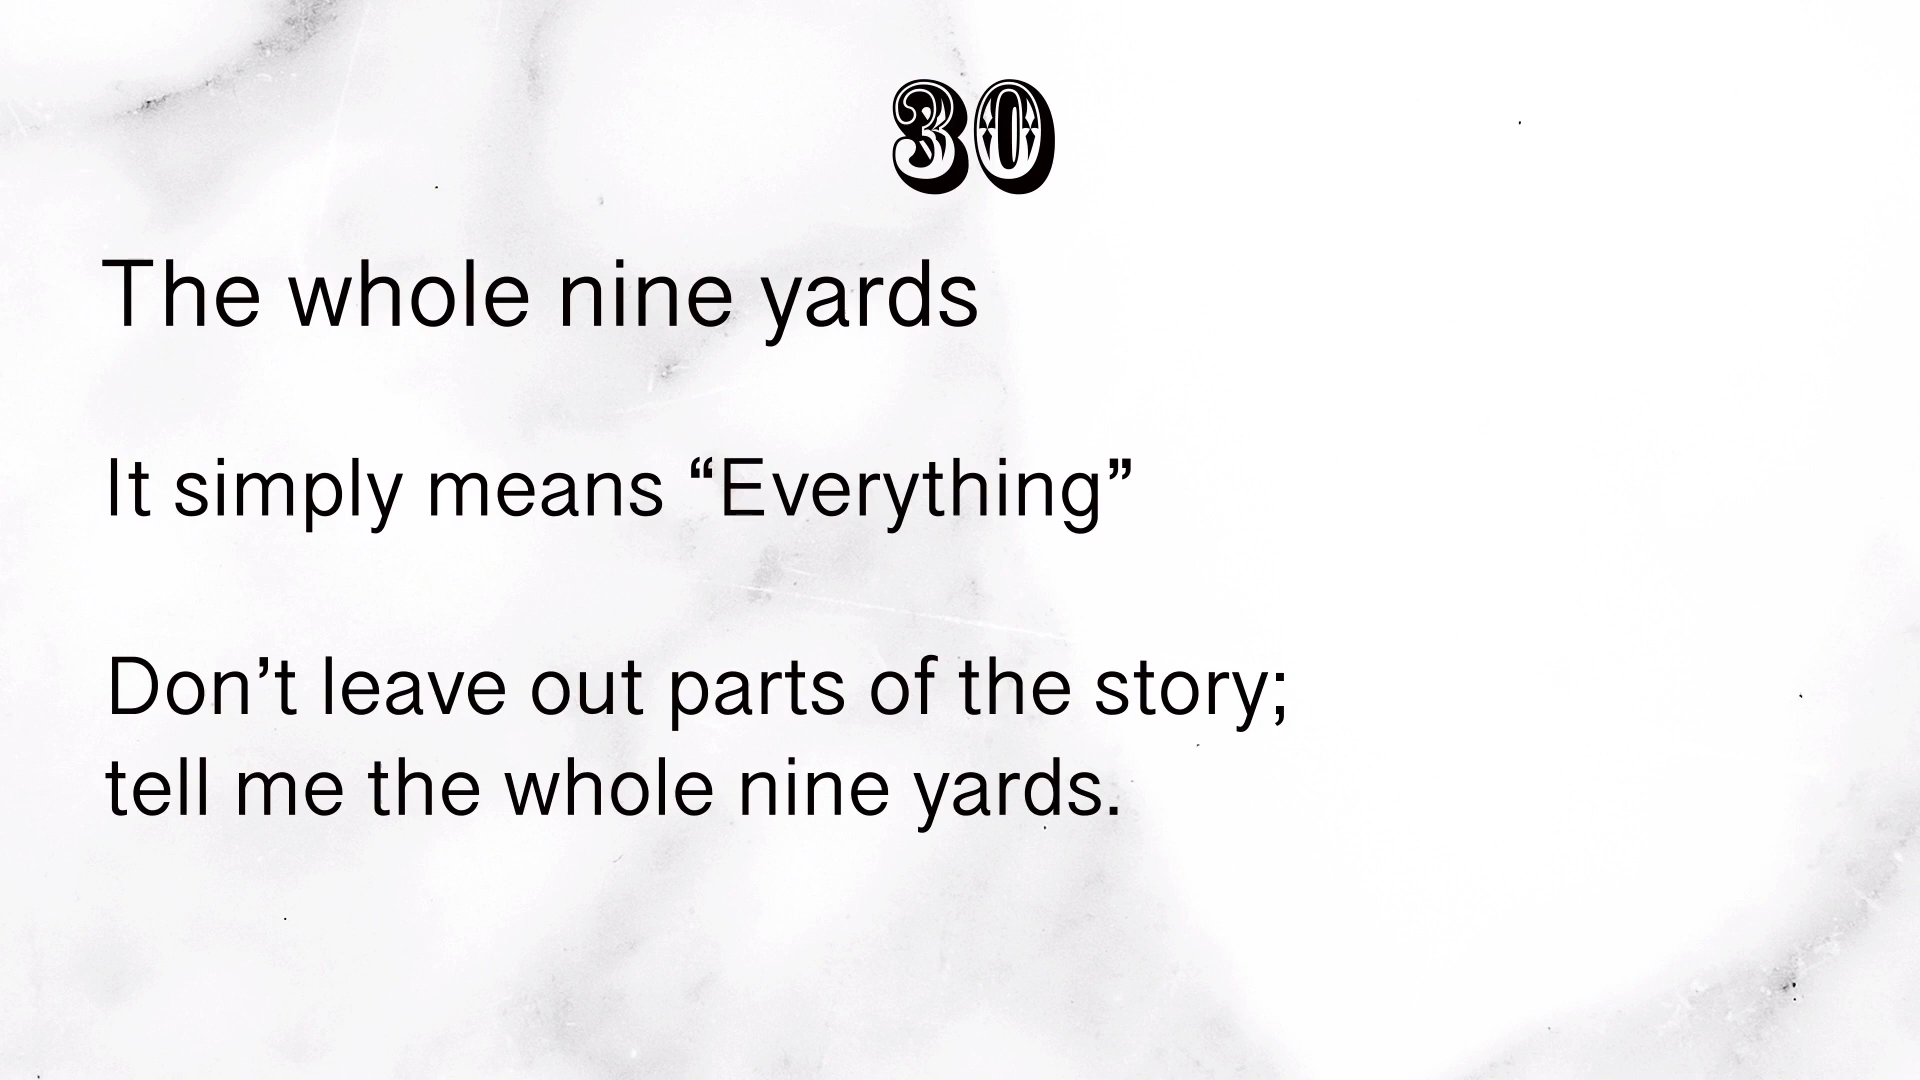 30
The whole nine yards
It simply means “Everything”
Don’t leave out parts of the story;
tell me the whole nine yards.